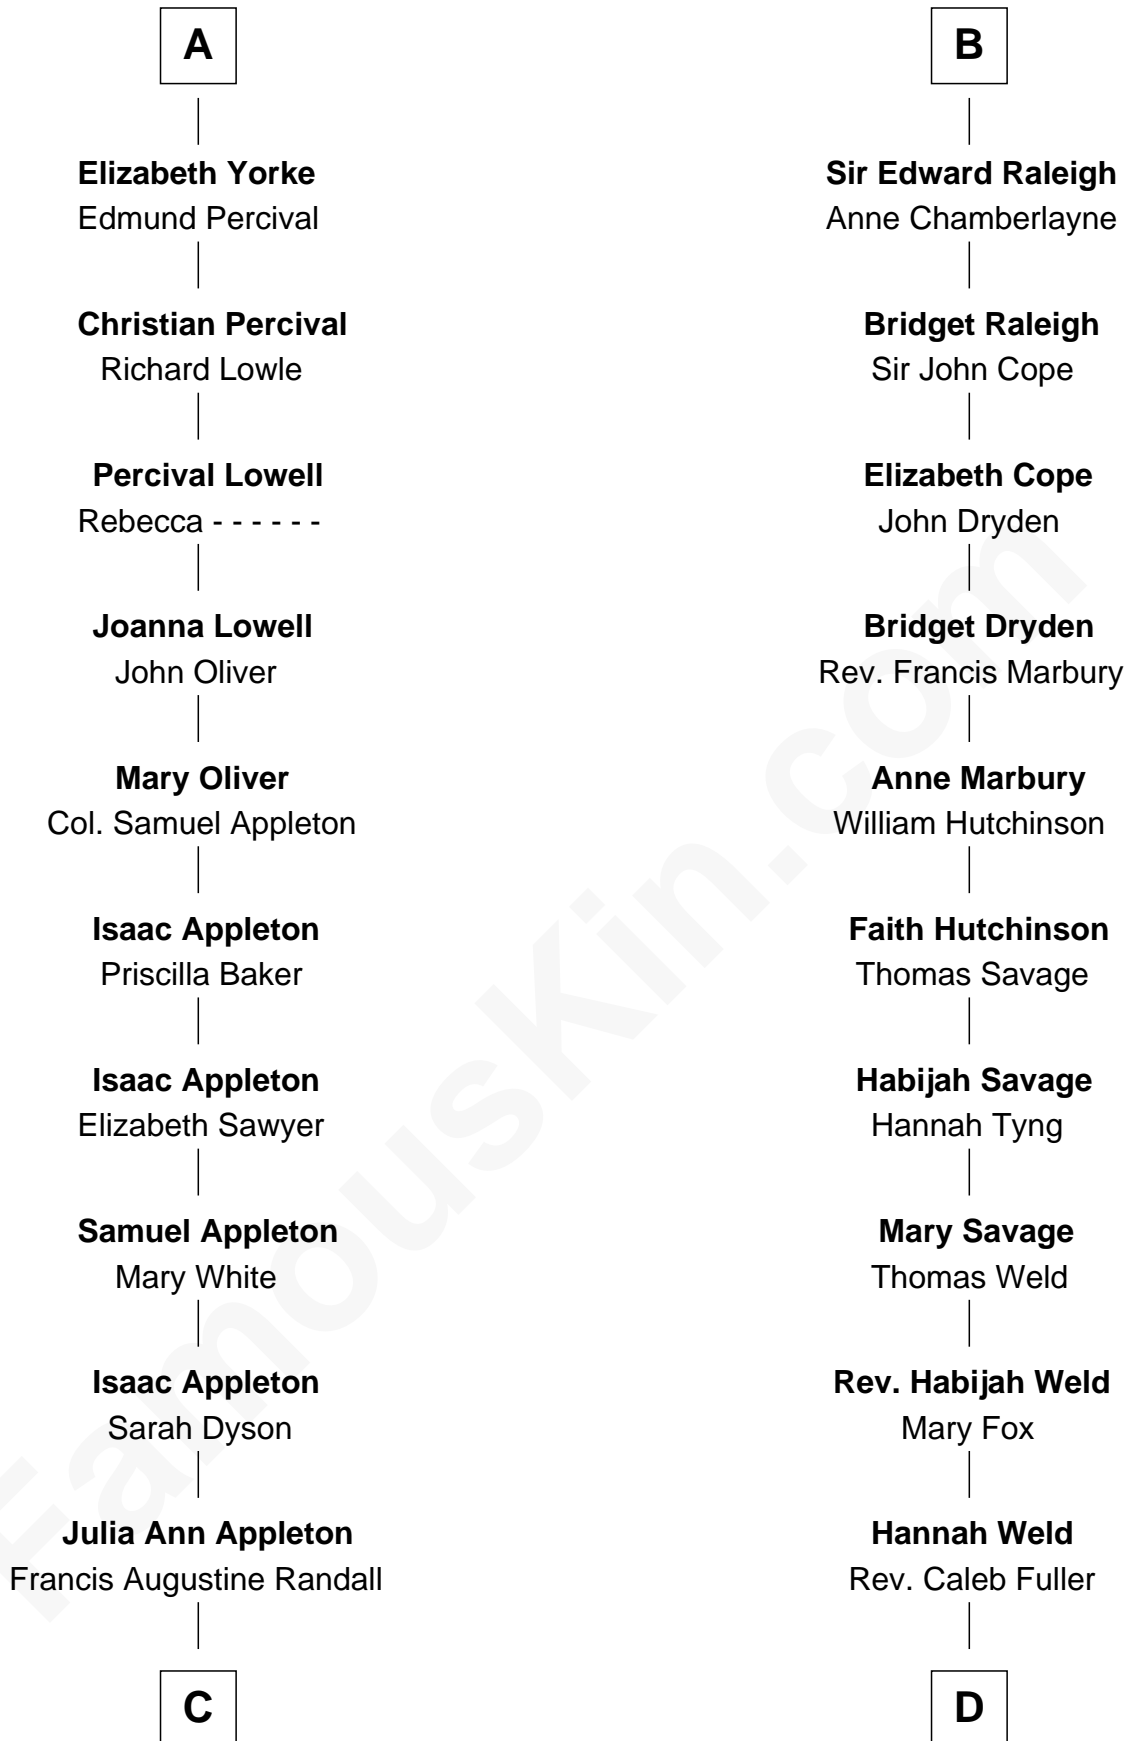 A
Elizabeth Yorke
Edmund Percival
Christian Percival
Richard Lowle
Percival Lowell
Rebecca - - - - - -
Joanna Lowell
John Oliver
Mary Oliver
Col. Samuel Appleton
Isaac Appleton
Priscilla Baker
Isaac Appleton
Elizabeth Sawyer
Samuel Appleton
Mary White
Isaac Appleton
Sarah Dyson
Julia Ann Appleton
Francis Augustine Randall
C
B
Sir Edward Raleigh
Anne Chamberlayne
Bridget Raleigh
Sir John Cope
Elizabeth Cope
John Dryden
Bridget Dryden
Rev. Francis Marbury
Anne Marbury
William Hutchinson
Faith Hutchinson
Thomas Savage
Habijah Savage
Hannah Tyng
Mary Savage
Thomas Weld
Rev. Habijah Weld
Mary Fox
Hannah Weld
Rev. Caleb Fuller
D
FamousKin.com